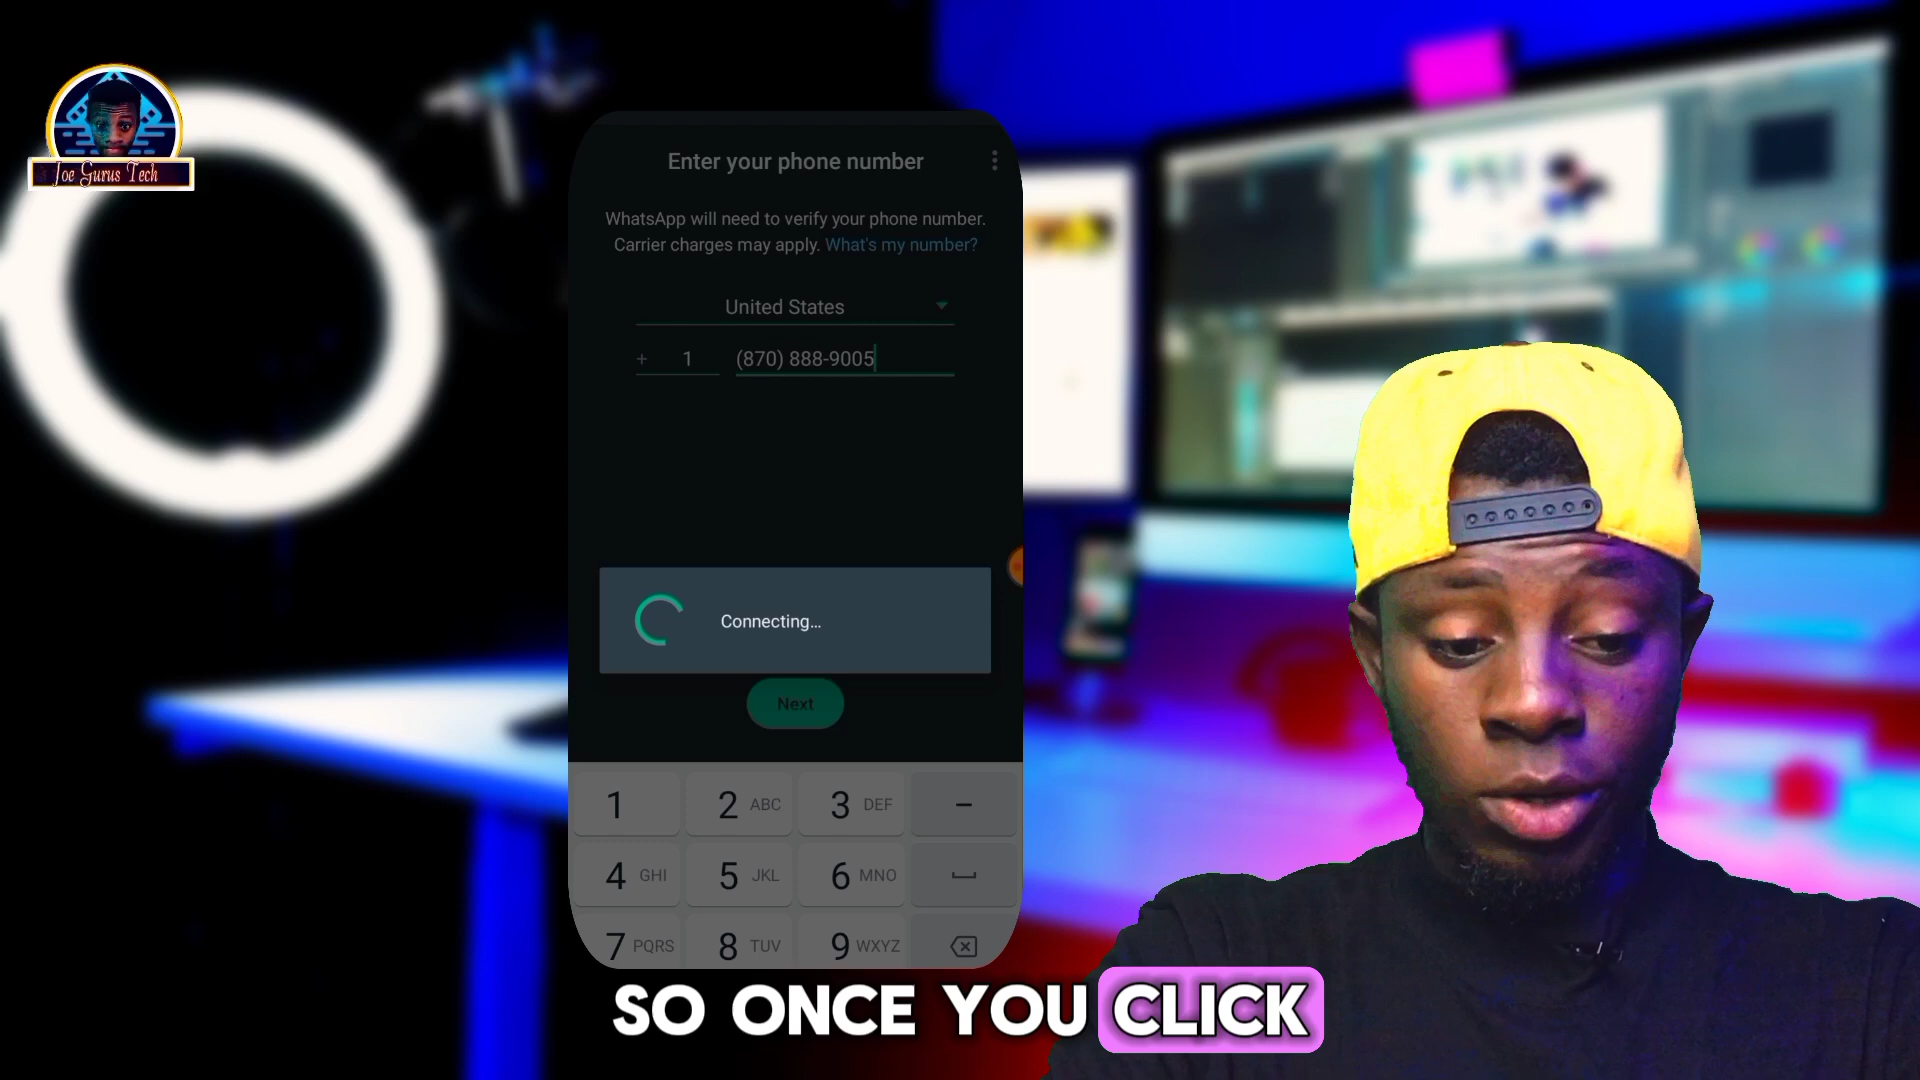 Joe Gurus Tech
Enter your phone number
WhatsApp will need to verify your phone number.
Carrier charges may apply. What's my number?
United States
+ 1 (870) 888-9005
Connecting...
Next
1 2 ABC 3 DEF –
4 GHI 5 JKL 6 MNO
7 PQRS 8 TUV 9 WXYZ
SO ONCE YOU CLICK